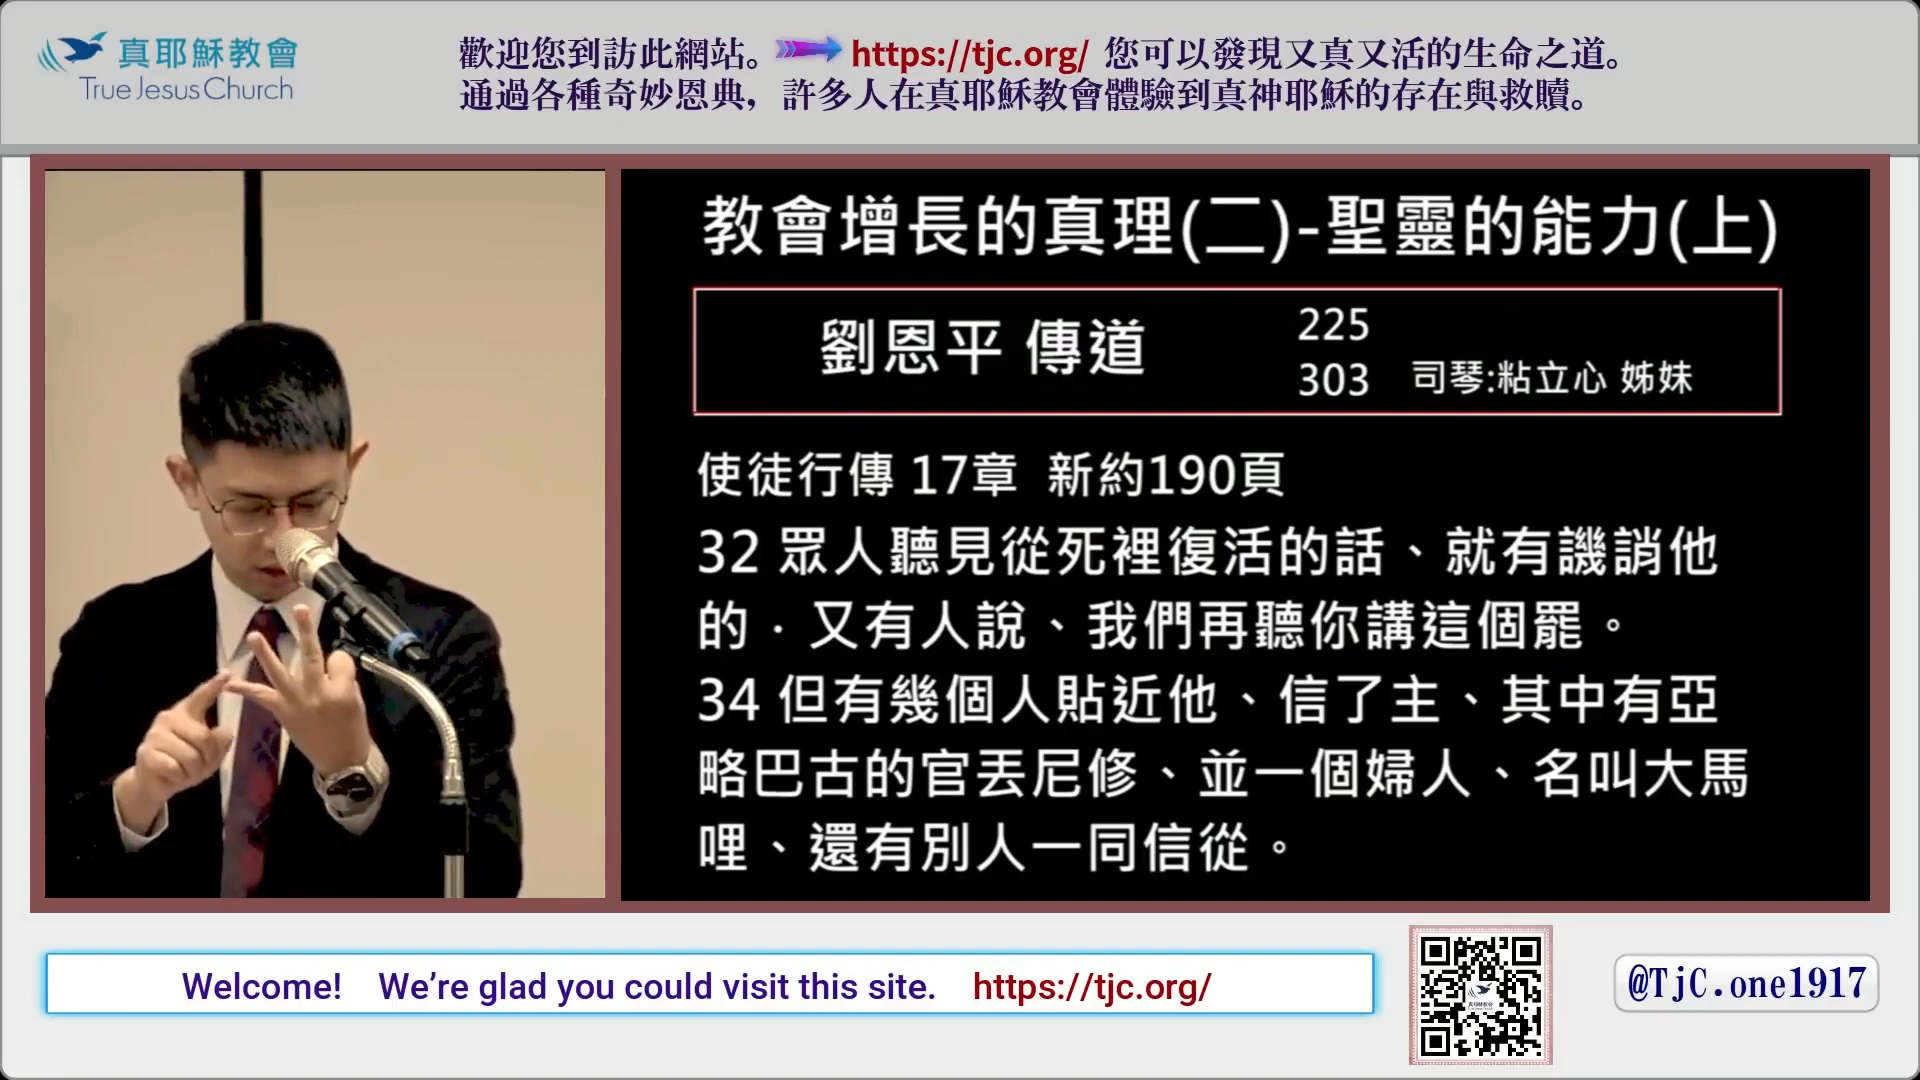 真耶穌教會
True Jesus Church
歡迎您到訪此網站。 https://tjc.org/ 您可以發現又真又活的生命之道。
通過各種奇妙恩典，許多人在真耶穌教會體驗到真神耶穌的存在與救贖。
教會增長的真理(二)-聖靈的能力(上)
劉恩平 傳道
225
303 司琴:粘立心 姊妹
使徒行傳 17章 新約190頁
32 眾人聽見從死裡復活的話、就有譏誚他
的．又有人說、我們再聽你講這個罷。
34 但有幾個人貼近他、信了主、其中有亞
略巴古的官丟尼修、並一個婦人、名叫大馬
哩、還有別人一同信從。
Welcome! We’re glad you could visit this site. https://tjc.org/
@TjC.one1917